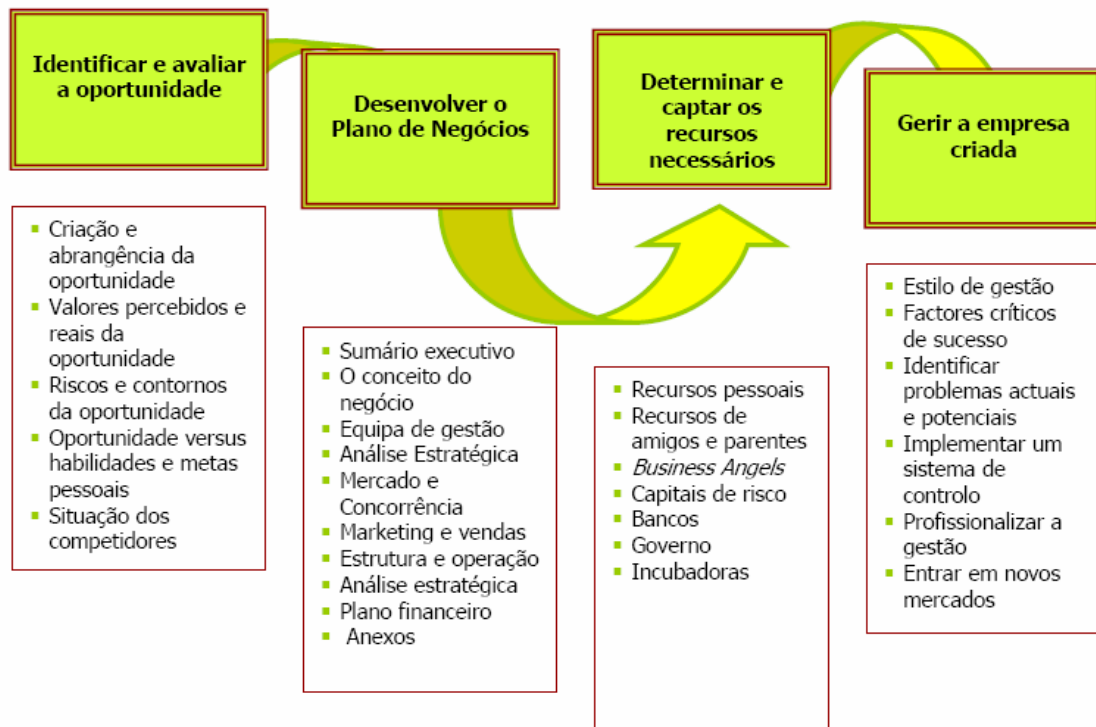 Identificar e avaliar
a oportunidade
▪ Criação e
abrangência da
oportunidade
▪ Valores percebidos e
reais da
oportunidade
▪ Riscos e contornos
da oportunidade
▪ Oportunidade versus
habilidades e metas
pessoais
▪ Situação dos
competidores
Desenvolver o
Plano de Negócios
▪ Sumário executivo
▪ O conceito do
negócio
▪ Equipa de gestão
▪ Análise Estratégica
▪ Mercado e
Concorrência
▪ Marketing e vendas
▪ Estrutura e operação
▪ Análise estratégica
▪ Plano financeiro
▪ Anexos
Determinar e
captar os
recursos
necessários
▪ Recursos pessoais
▪ Recursos de
amigos e parentes
▪ Business Angels
▪ Capitais de risco
▪ Bancos
▪ Governo
▪ Incubadoras
Gerir a empresa
criada
▪ Estilo de gestão
▪ Factores críticos
de sucesso
▪ Identificar
problemas actuais
e potenciais
▪ Implementar um
sistema de
controlo
▪ Profissionalizar a
gestão
▪ Entrar em novos
mercados